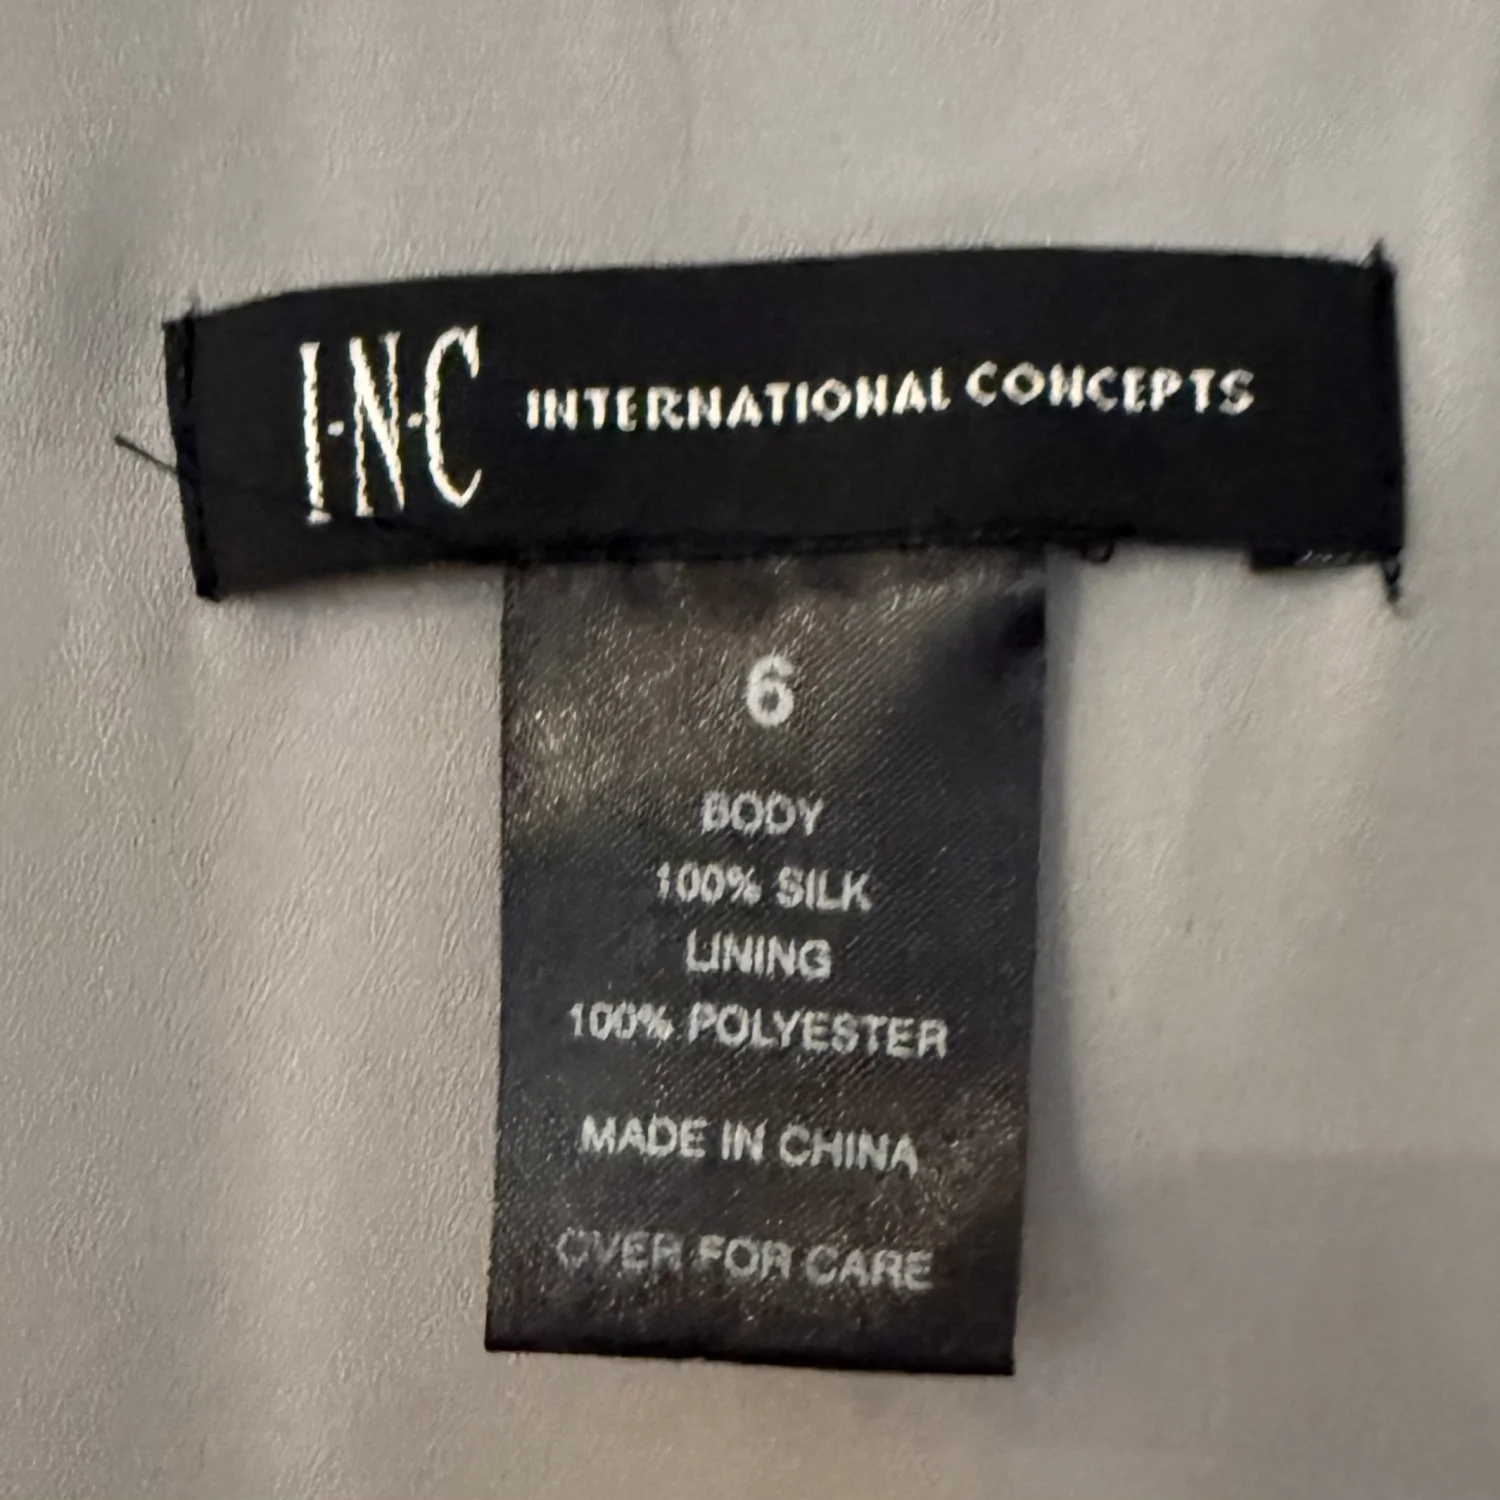 I·N·C INTERNATIONAL CONCEPTS
6
BODY
100% SILK
LINING
100% POLYESTER
MADE IN CHINA
OVER FOR CARE